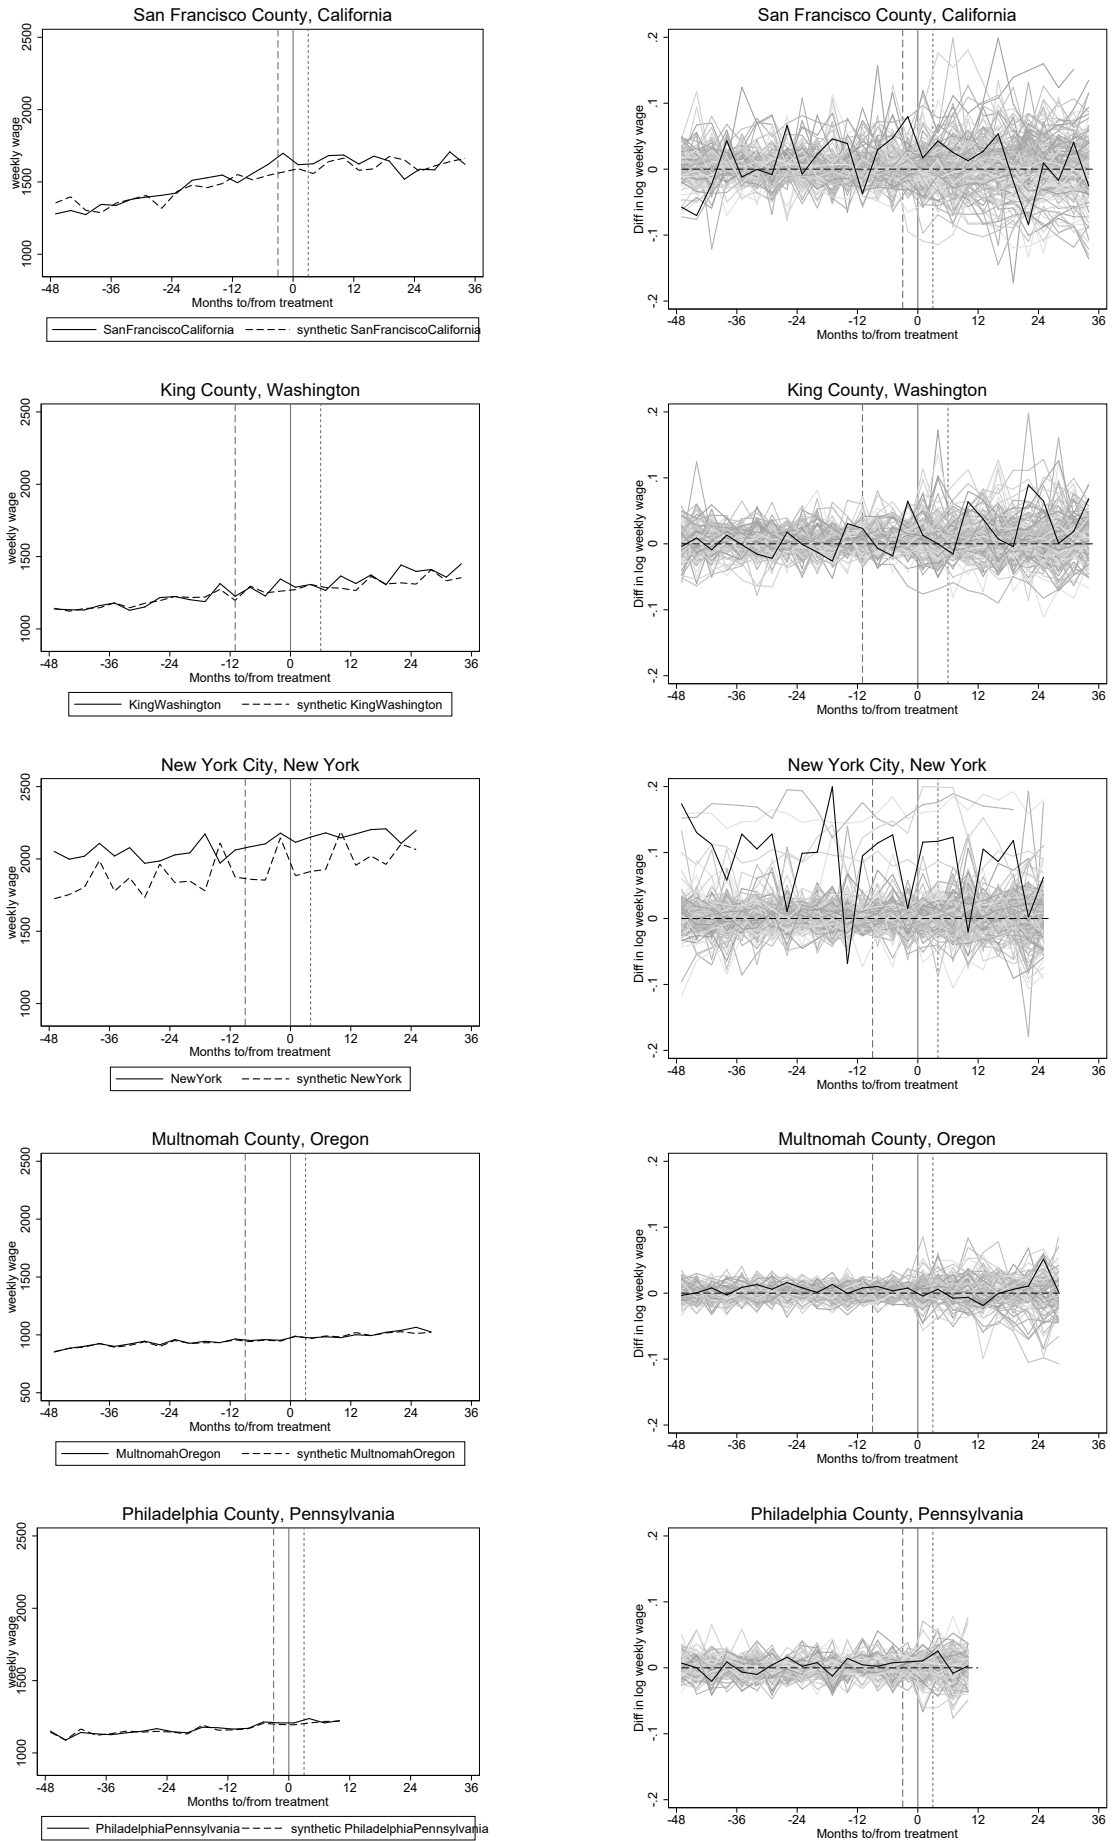 San Francisco County, California
weekly wage
2500
2000
1500
1000
-48 -36 -24 -12 0 12 24 36
Months to/from treatment
SanFranciscoCalifornia synthetic SanFranciscoCalifornia
San Francisco County, California
Diff in log weekly wage
.2
.1
0
-.1
-.2
-48 -36 -24 -12 0 12 24 36
Months to/from treatment
King County, Washington
weekly wage
2500
2000
1500
1000
-48 -36 -24 -12 0 12 24 36
Months to/from treatment
KingWashington synthetic KingWashington
King County, Washington
Diff in log weekly wage
.2
.1
0
-.1
-.2
-48 -36 -24 -12 0 12 24 36
Months to/from treatment
New York City, New York
weekly wage
2500
2000
1500
1000
-48 -36 -24 -12 0 12 24 36
Months to/from treatment
NewYork synthetic NewYork
New York City, New York
Diff in log weekly wage
.2
.1
0
-.1
-.2
-48 -36 -24 -12 0 12 24 36
Months to/from treatment
Multnomah County, Oregon
weekly wage
2500
2000
1500
1000
500
-48 -36 -24 -12 0 12 24 36
Months to/from treatment
MultnomahOregon synthetic MultnomahOregon
Multnomah County, Oregon
Diff in log weekly wage
.2
.1
0
-.1
-.2
-48 -36 -24 -12 0 12 24 36
Months to/from treatment
Philadelphia County, Pennsylvania
weekly wage
2500
2000
1500
1000
-48 -36 -24 -12 0 12 24 36
Months to/from treatment
PhiladelphiaPennsylvania synthetic PhiladelphiaPennsylvania
Philadelphia County, Pennsylvania
Diff in log weekly wage
.2
.1
0
-.1
-.2
-48 -36 -24 -12 0 12 24 36
Months to/from treatment